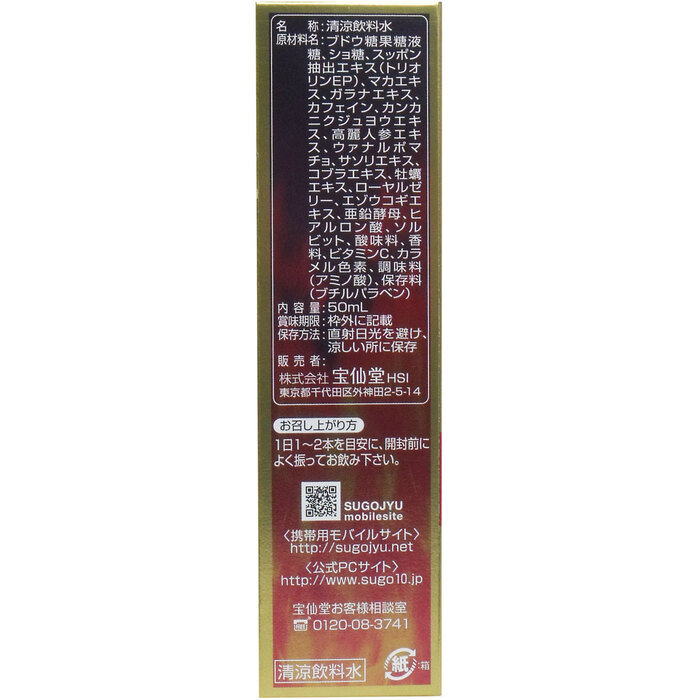 名　　称:清涼飲料水
原材料名:ブドウ糖果糖液
糖、ショ糖、スッポン
抽出エキス(トリオ
リンEP)、マカエキ
ス、ガラナエキス、
カフェイン、カンカ
ニクジュヨウエキ
ス、高麗人参エキ
ス、ウァナルポマ
チョ、サソリエキス、
コブラエキス、牡蠣
エキス、ローヤルゼ
リー、エゾウコギエ
キス、亜鉛酵母、ヒ
アルロン酸、ソル
ビット、酸味料、香
料、ビタミンC、カラ
メル色素、調味料
(アミノ酸)、保存料
(ブチルパラベン)
内 容 量:50mL
賞味期限:枠外に記載
保存方法:直射日光を避け、
涼しい所に保存
販 売 者:
株式会社 宝仙堂HSI
東京都千代田区外神田2-5-14
お召し上がり方
1日1〜2本を目安に、開封前に
よく振ってお飲み下さい。
SUGOJYU
mobilesite
〈携帯用モバイルサイト〉
http://sugojyu.net
〈公式PCサイト〉
http://www.sugo10.jp
宝仙堂お客様相談室
0120-08-3741
紙:箱
清涼飲料水